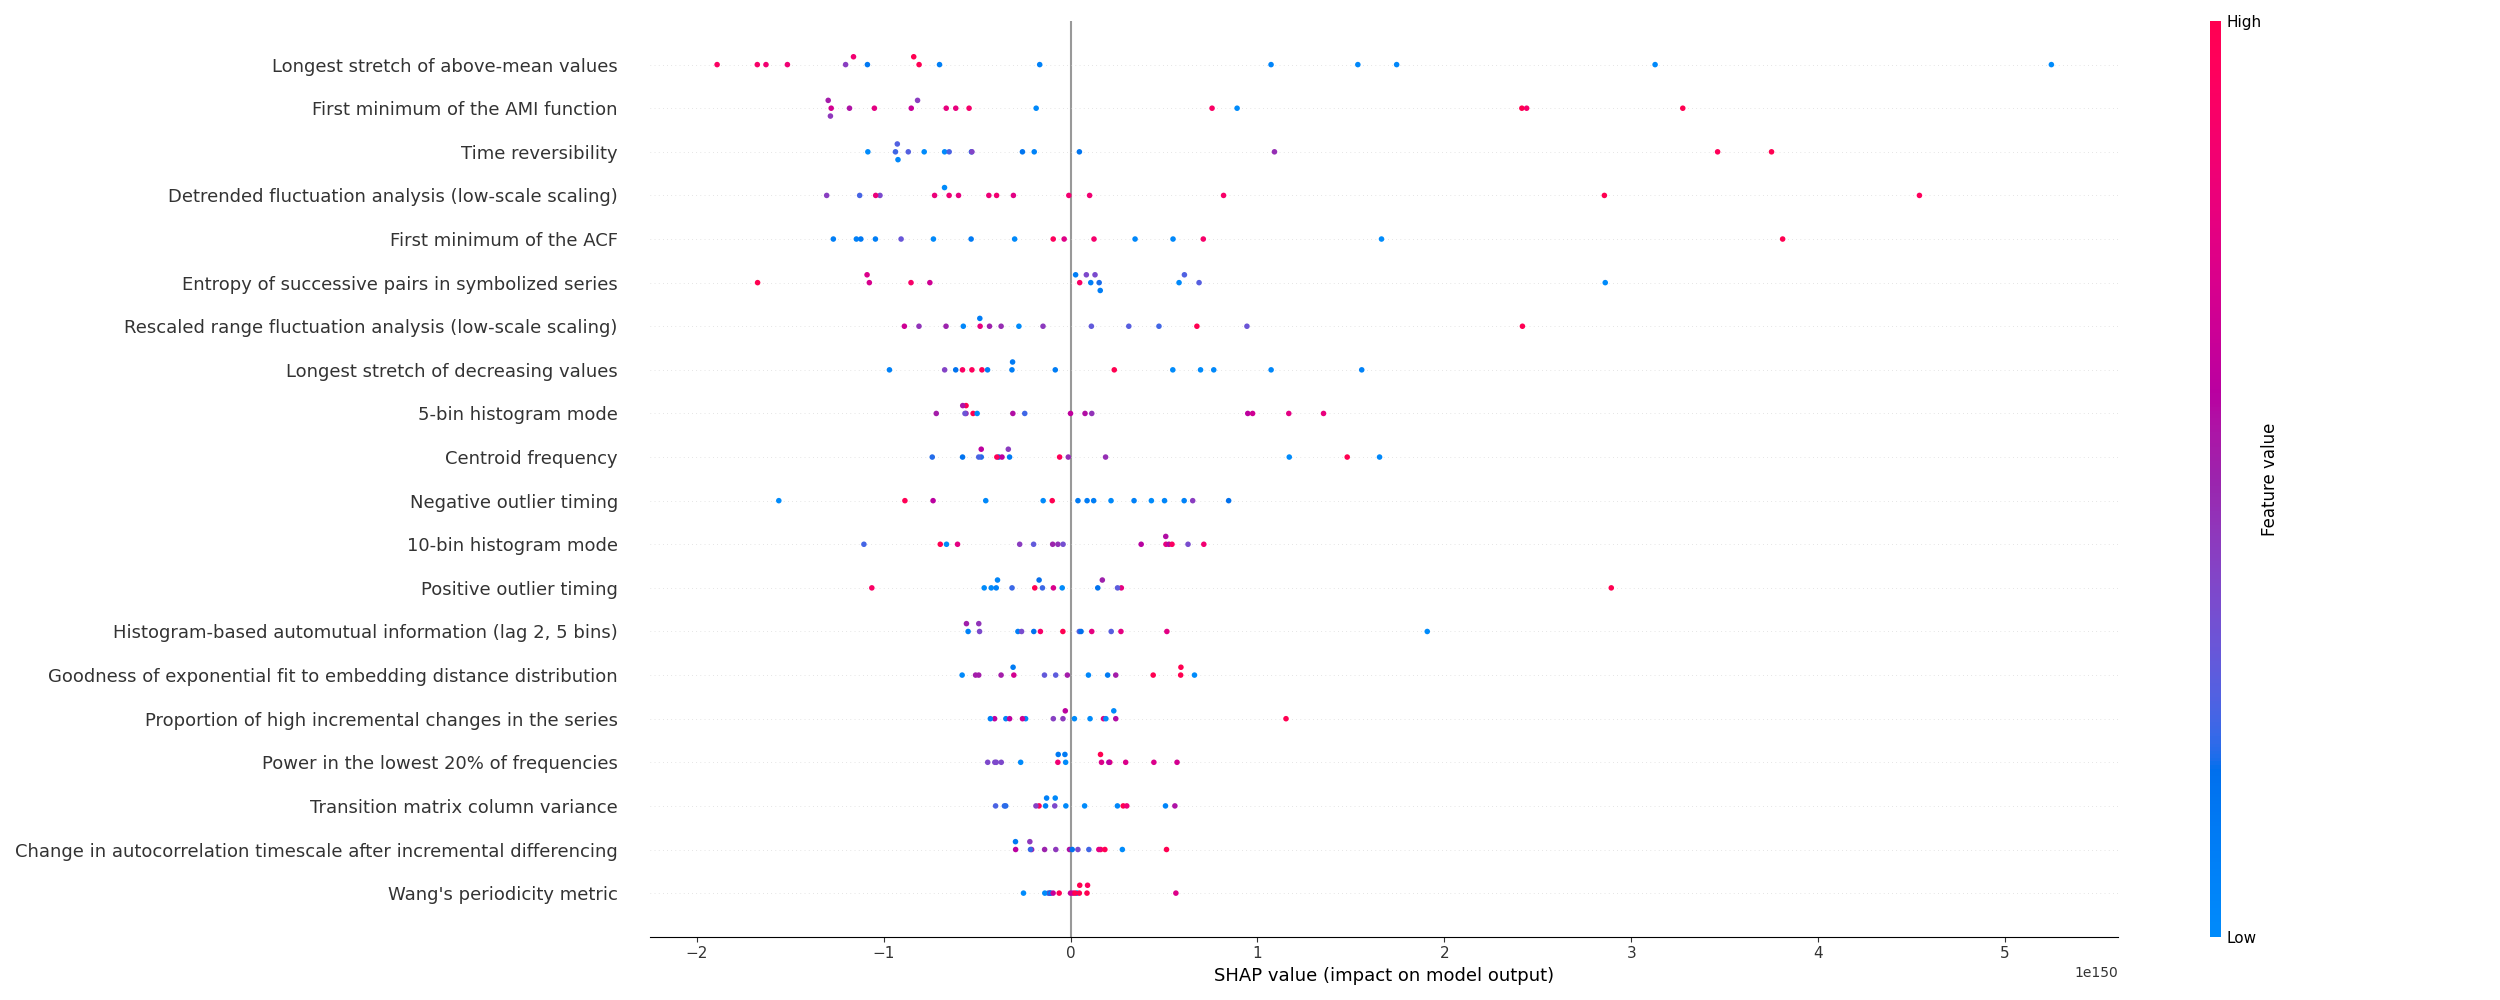 High
Longest stretch of above-mean values
First minimum of the AMI function
Time reversibility
Detrended fluctuation analysis (low-scale scaling)
First minimum of the ACF
Entropy of successive pairs in symbolized series
Rescaled range fluctuation analysis (low-scale scaling)
Longest stretch of decreasing values
5-bin histogram mode
Centroid frequency
Negative outlier timing
10-bin histogram mode
Positive outlier timing
Histogram-based automutual information (lag 2, 5 bins)
Goodness of exponential fit to embedding distance distribution
Proportion of high incremental changes in the series
Power in the lowest 20% of frequencies
Transition matrix column variance
Change in autocorrelation timescale after incremental differencing
Wang's periodicity metric
Feature value
Low
−2 −1 0 1 2 3 4 5
1e150
SHAP value (impact on model output)